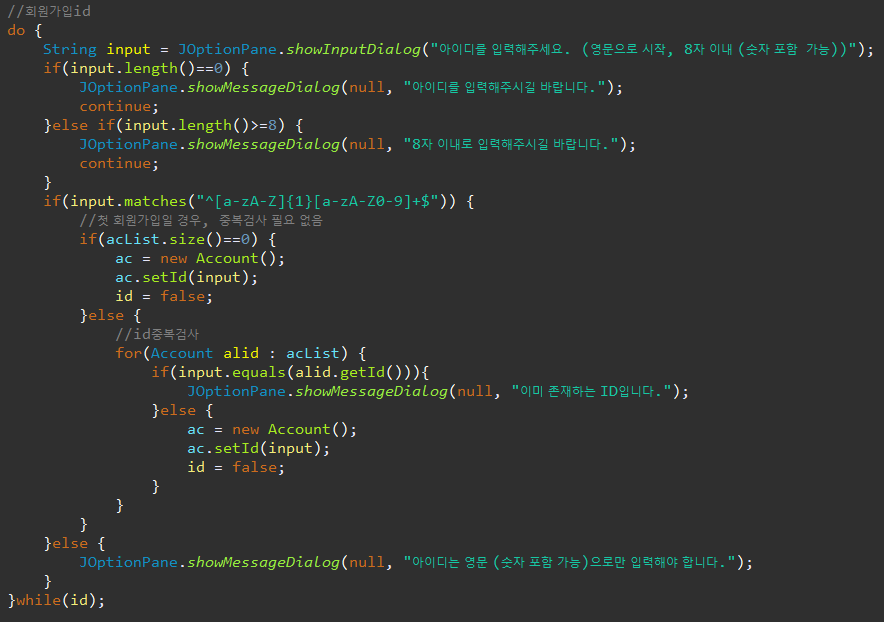 //회원가입id
do {
    String input = JOptionPane.showInputDialog("아이디를 입력해주세요. (영문으로 시작, 8자 이내 (숫자 포함 가능))");
    if(input.length()==0) {
        JOptionPane.showMessageDialog(null, "아이디를 입력해주시길 바랍니다.");
        continue;
    }else if(input.length()>=8) {
        JOptionPane.showMessageDialog(null, "8자 이내로 입력해주시길 바랍니다.");
        continue;
    }
    if(input.matches("^[a-zA-Z]{1}[a-zA-Z0-9]+$")) {
        //첫 회원가입일 경우, 중복검사 필요 없음
        if(acList.size()==0) {
            ac = new Account();
            ac.setId(input);
            id = false;
        }else {
            //id중복검사
            for(Account alid : acList) {
                if(input.equals(alid.getId())){
                    JOptionPane.showMessageDialog(null, "이미 존재하는 ID입니다.");
                }else {
                    ac = new Account();
                    ac.setId(input);
                    id = false;
                }
            }
        }
    }else {
        JOptionPane.showMessageDialog(null, "아이디는 영문 (숫자 포함 가능)으로만 입력해야 합니다.");
    }
}while(id);